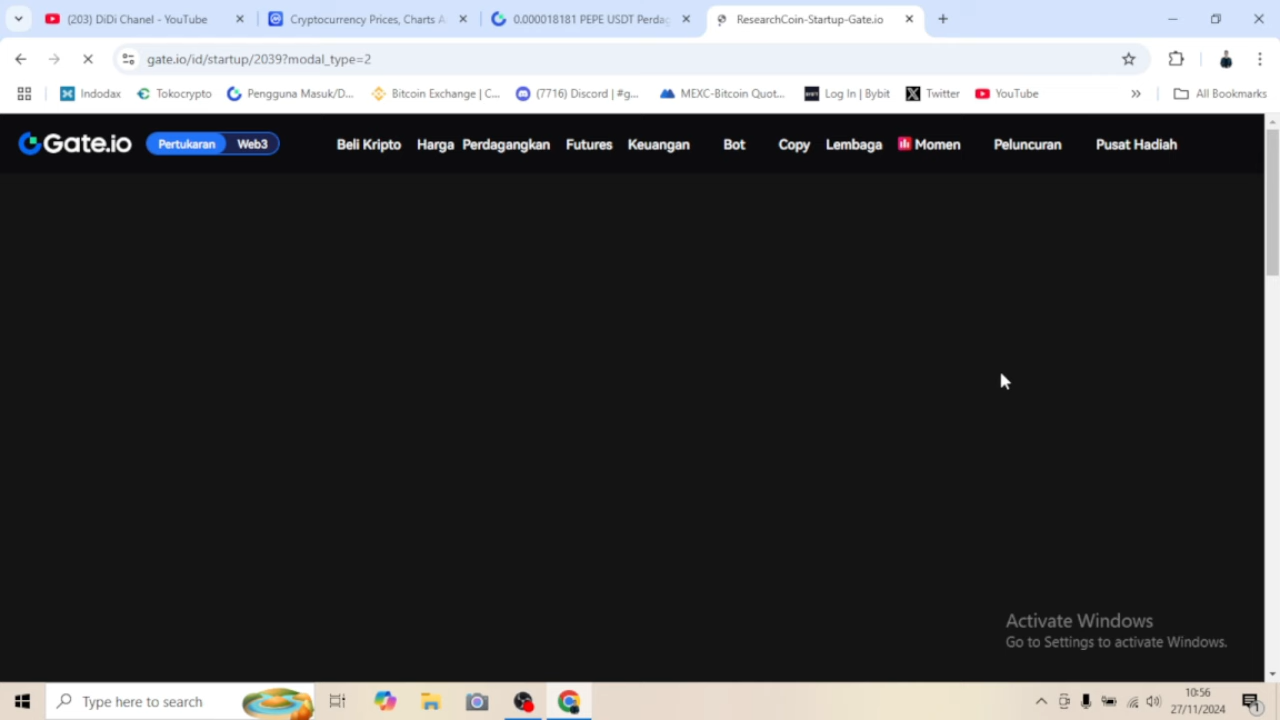 (203) DiDi Chanel - YouTube
Cryptocurrency Prices, Charts A
0.000018181 PEPE USDT Perdag
ResearchCoin-Startup-Gate.io
gate.io/id/startup/2039?modal_type=2
Indodax
Tokocrypto
Pengguna Masuk/D...
Bitcoin Exchange | C...
(7716) Discord | #g...
MEXC-Bitcoin Quot...
Log In | Bybit
Twitter
YouTube
All Bookmarks
Gate.io
Pertukaran
Web3
Beli Kripto
Harga
Perdagangkan
Futures
Keuangan
Bot
Copy
Lembaga
Momen
Peluncuran
Pusat Hadiah
Activate Windows
Go to Settings to activate Windows.
Type here to search
10:56
27/11/2024
1